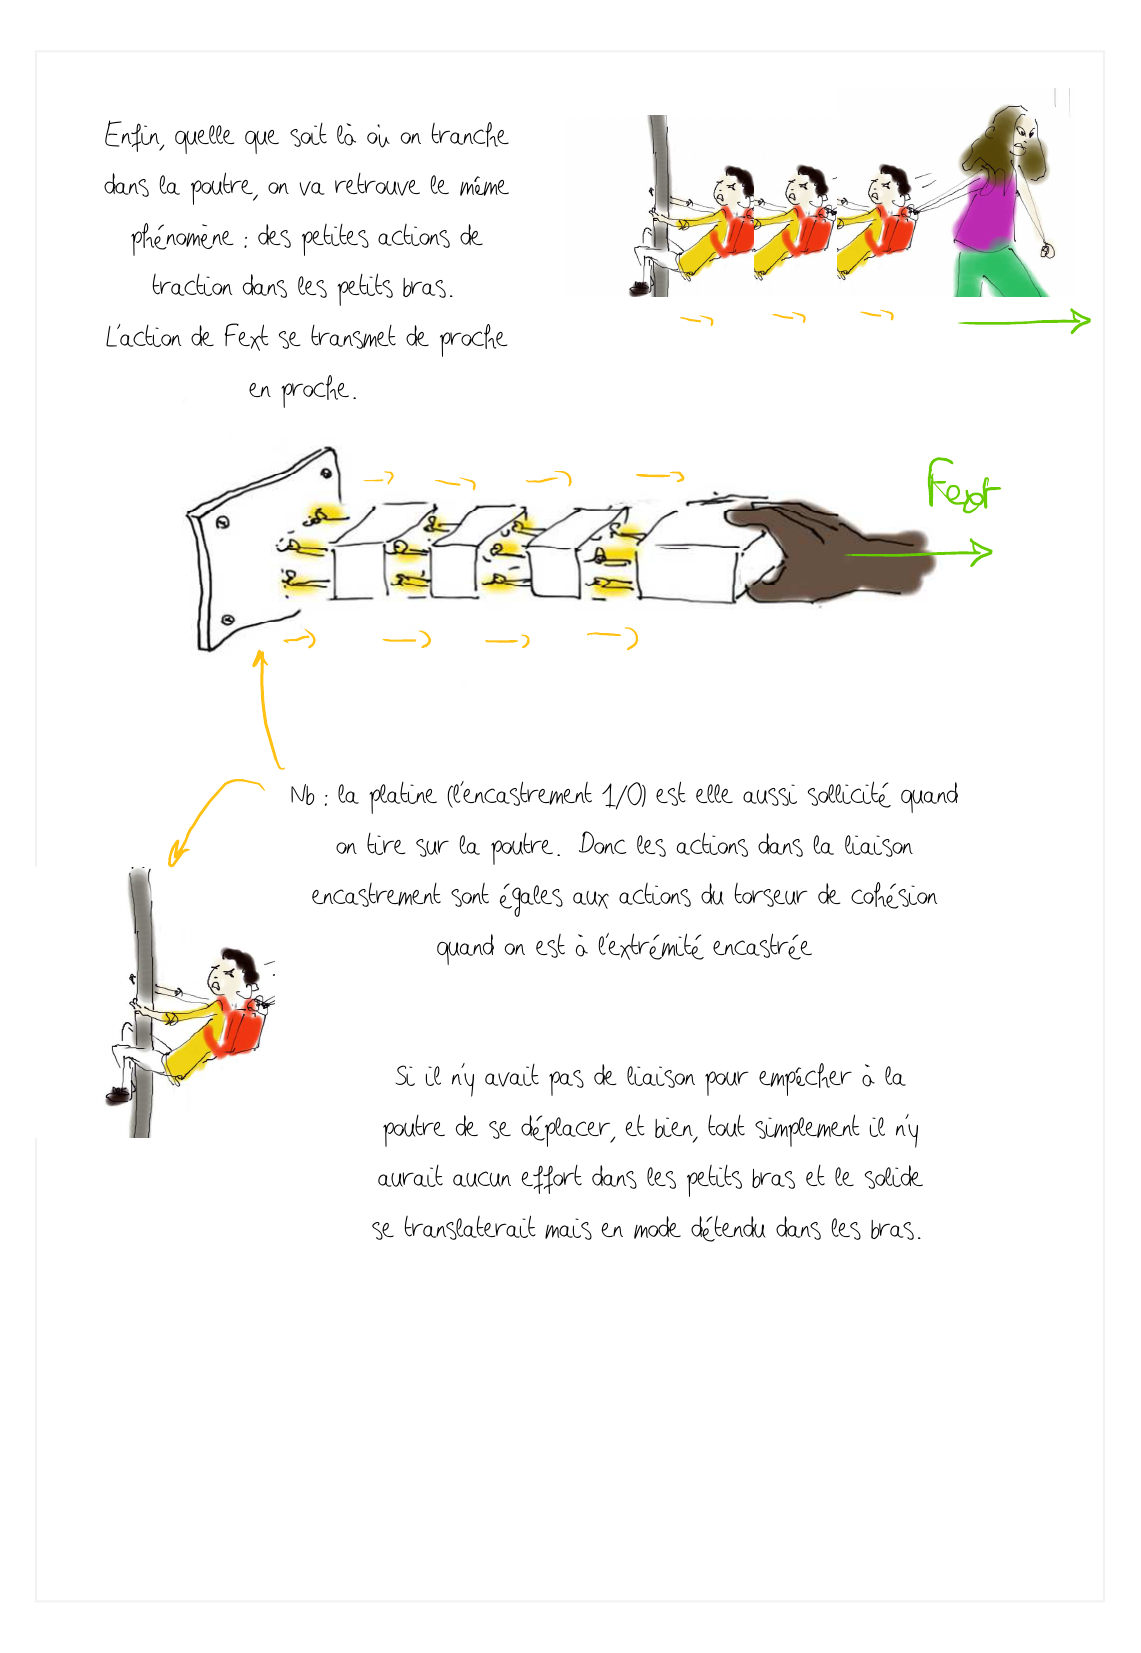 Enfin, quelle que soit là où on tranche
dans la poutre, on va retrouve le même
phénomène : des petites actions de
traction dans les petits bras.
L'action de Fext se transmet de proche
en proche.
Fext
Nb : la platine (l'encastrement 1/0) est elle aussi sollicité quand
on tire sur la poutre. Donc les actions dans la liaison
encastrement sont égales aux actions du torseur de cohésion
quand on est à l'extrémité encastrée
Si il n'y avait pas de liaison pour empêcher à la
poutre de se déplacer, et bien, tout simplement il n'y
aurait aucun effort dans les petits bras et le solide
se translaterait mais en mode détendu dans les bras.